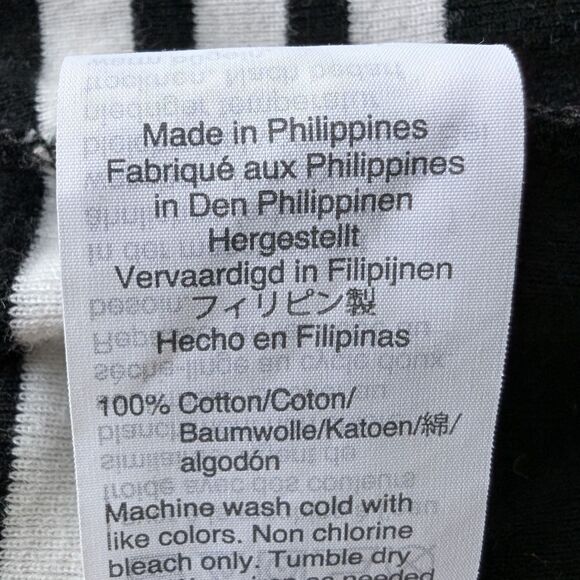 Made in Philippines
Fabriqué aux Philippines
in Den Philippinen
Hergestellt
Vervaardigd in Filipijnen
フィリピン製
Hecho en Filipinas
100% Cotton/Coton/
Baumwolle/Katoen/綿/
algodón
Machine wash cold with
like colors. Non chlorine
bleach only. Tumble dry
as needed